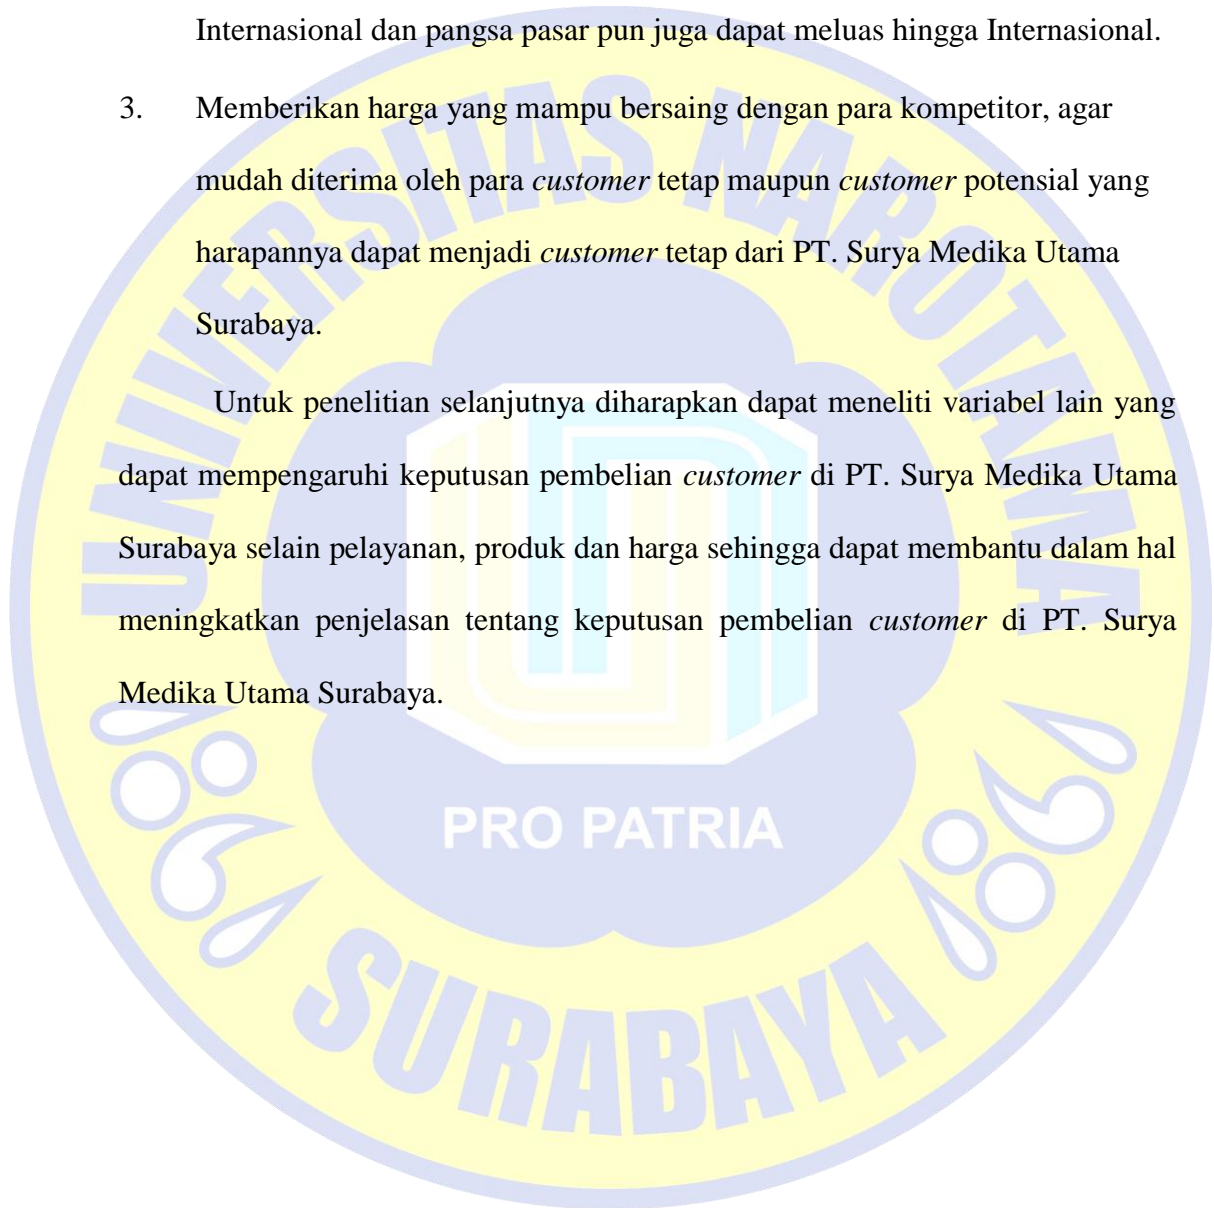 Internasional dan pangsa pasar pun juga dapat meluas hingga Internasional.
3. Memberikan harga yang mampu bersaing dengan para kompetitor, agar
mudah diterima oleh para customer tetap maupun customer potensial yang
harapannya dapat menjadi customer tetap dari PT. Surya Medika Utama
Surabaya.
Untuk penelitian selanjutnya diharapkan dapat meneliti variabel lain yang
dapat mempengaruhi keputusan pembelian customer di PT. Surya Medika Utama
Surabaya selain pelayanan, produk dan harga sehingga dapat membantu dalam hal
meningkatkan penjelasan tentang keputusan pembelian customer di PT. Surya
Medika Utama Surabaya.
UNIVERSITAS NAROTAMA
PRO PATRIA
SURABAYA